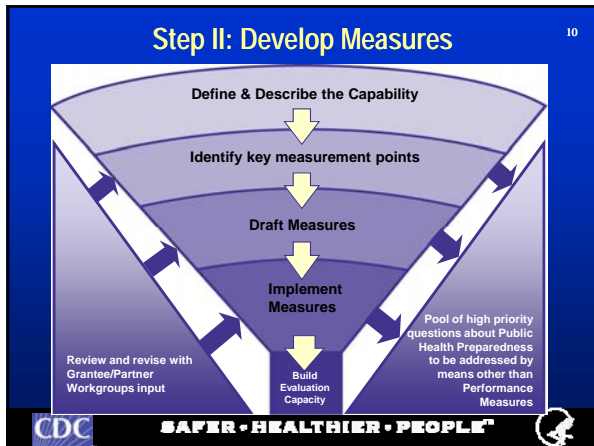 Step II: Develop Measures
10
Define & Describe the Capability
Identify key measurement points
Draft Measures
Implement
Measures
Build
Evaluation
Capacity
Review and revise with
Grantee/Partner
Workgroups input
Pool of high priority
questions about Public
Health Preparedness
to be addressed by
means other than
Performance
Measures
CDC
SAFER • HEALTHIER • PEOPLE™